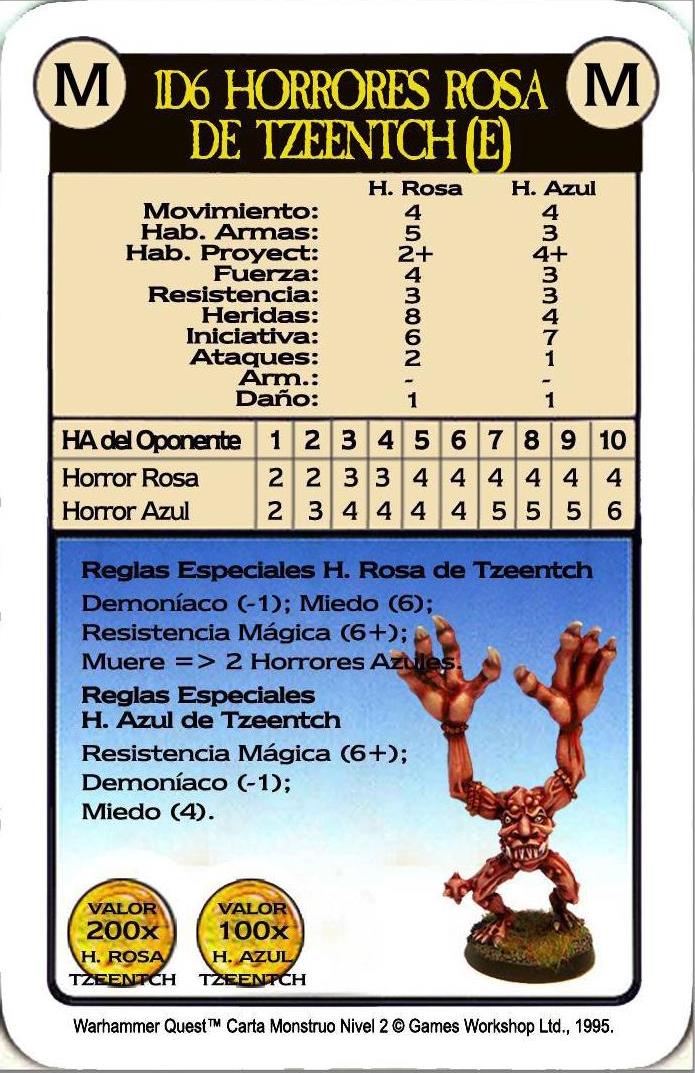 M 1D6 HORRORES ROSA M
DE TZEENTCH (E)
H. Rosa H. Azul
Movimiento: 4 4
Hab. Armas: 5 3
Hab. Proyect: 2+ 4+
Fuerza: 4 3
Resistencia: 3 3
Heridas: 8 4
Iniciativa: 6 7
Ataques: 2 1
Arm.: - -
Daño: 1 1
HA del Oponente 1 2 3 4 5 6 7 8 9 10
Horror Rosa 2 2 3 3 4 4 4 4 4 4
Horror Azul 2 3 4 4 4 4 5 5 5 6
Reglas Especiales H. Rosa de Tzeentch
Demoníaco (-1); Miedo (6);
Resistencia Mágica (6+);
Muere => 2 Horrores Azules.
Reglas Especiales
H. Azul de Tzeentch
Resistencia Mágica (6+);
Demoníaco (-1);
Miedo (4).
VALOR
200x
H. ROSA
TZEENTCH
VALOR
100x
H. AZUL
TZEENTCH
Warhammer Quest™ Carta Monstruo Nivel 2 © Games Workshop Ltd., 1995.